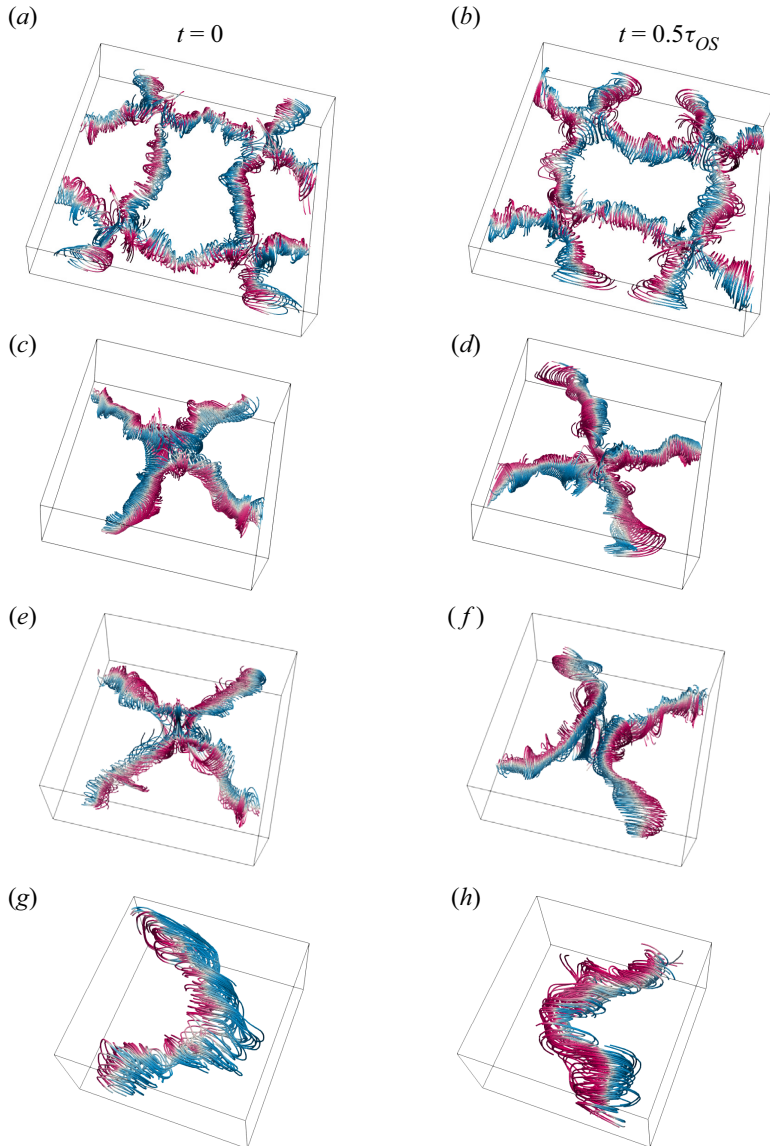 (a) t = 0 (b) t = 0.5τ_OS
(c) (d)
(e) (f)
(g) (h)